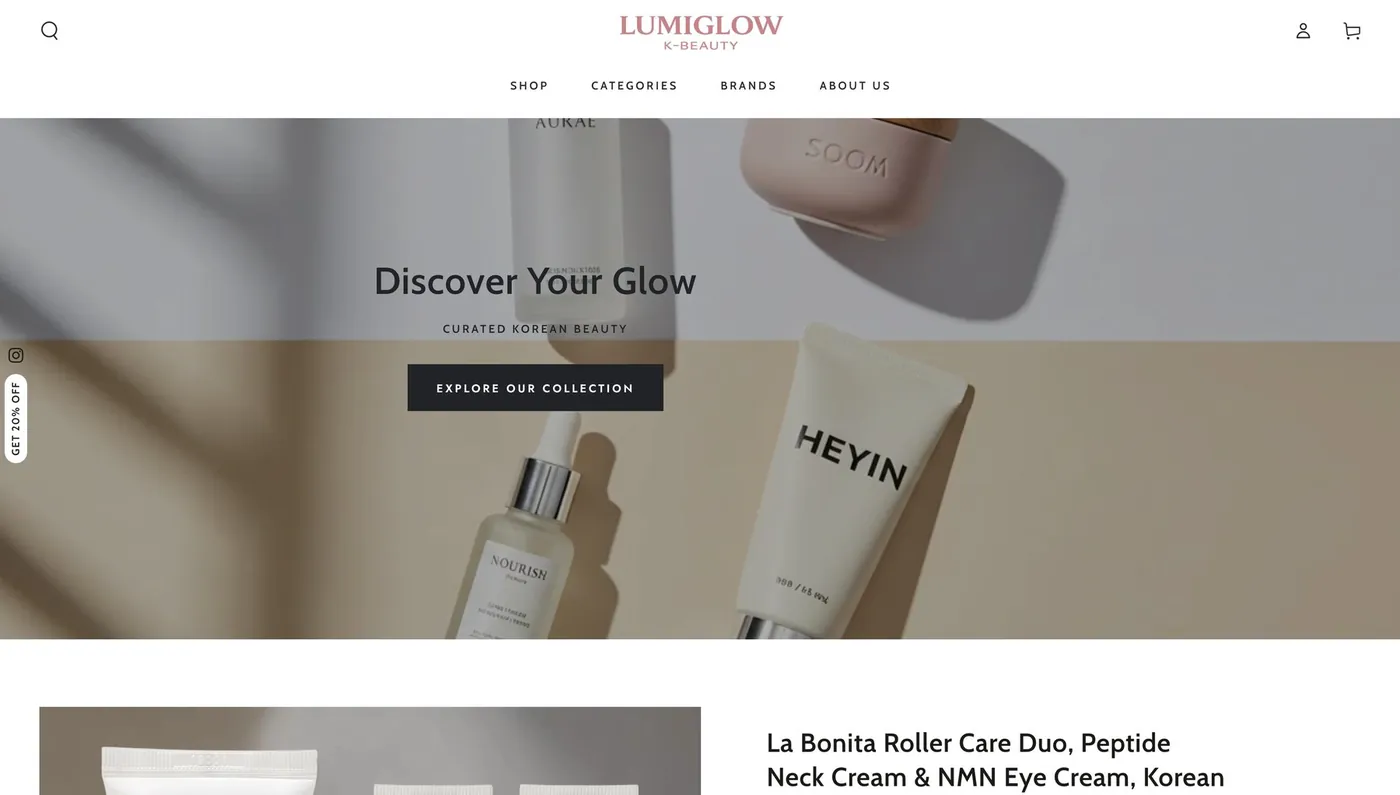 LUMIGLOW
K-BEAUTY
SHOP CATEGORIES BRANDS ABOUT US
AURAE
SOOM
Discover Your Glow
CURATED KOREAN BEAUTY
EXPLORE OUR COLLECTION
GET 20% OFF
HEYIN
NOURISH
La Bonita Roller Care Duo, Peptide
Neck Cream & NMN Eye Cream, Korean